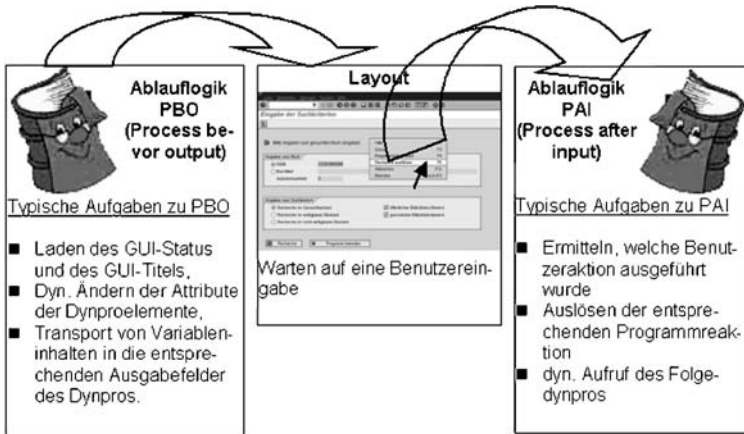 Ablauflogik
PBO
(Process be-
vor output)
Typische Aufgaben zu PBO
■ Laden des GUI-Status
und des GUI-Titels,
■ Dyn. Ändern der Attribute
der Dynproelemente,
■ Transport von Variablen-
inhalten in die entspre-
chenden Ausgabefelder
des Dynpros.
Layout
Eingabe der Suchkriterien
Warten auf eine Benutzerein-
gabe
Ablauflogik
PAI
(Process after
input)
Typische Aufgaben zu PAI
■ Ermitteln, welche Benut-
zeraktion ausgeführt
wurde
■ Auslösen der entspre-
chenden Programmreak-
tion
■ dyn. Aufruf des Folge-
dynpros